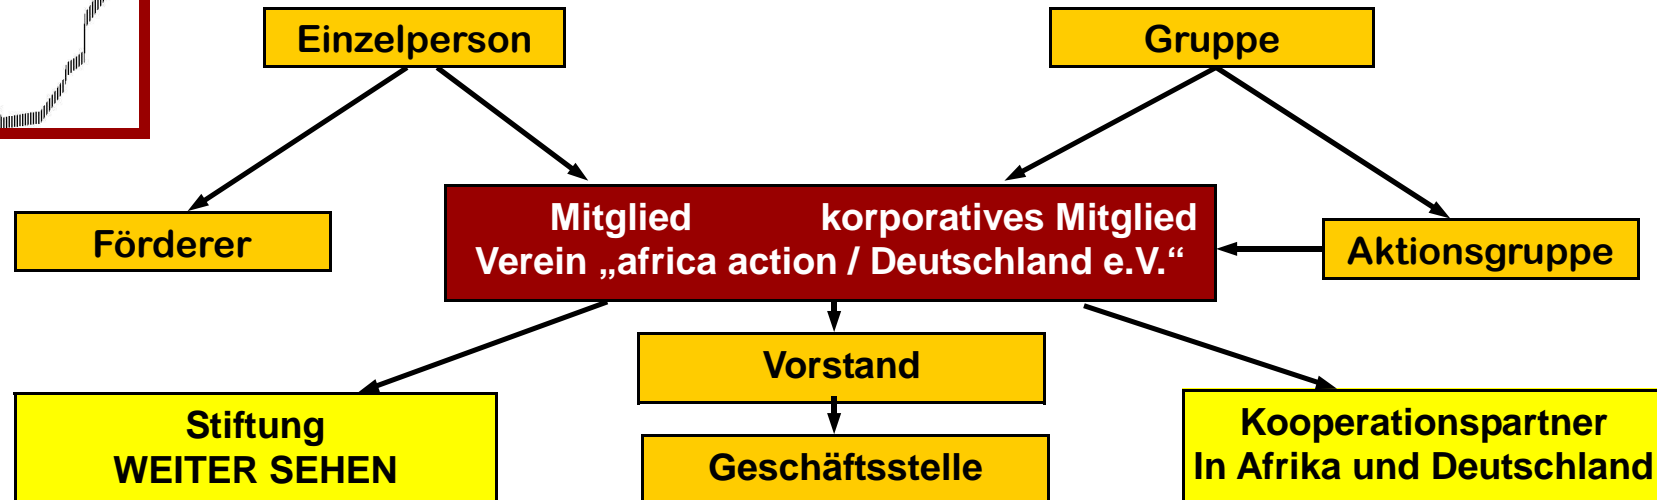 Einzelperson
Gruppe
Mitglied korporatives Mitglied
Verein „africa action / Deutschland e.V.“
Förderer
Aktionsgruppe
Vorstand
Stiftung
WEITER SEHEN
Geschäftsstelle
Kooperationspartner
In Afrika und Deutschland